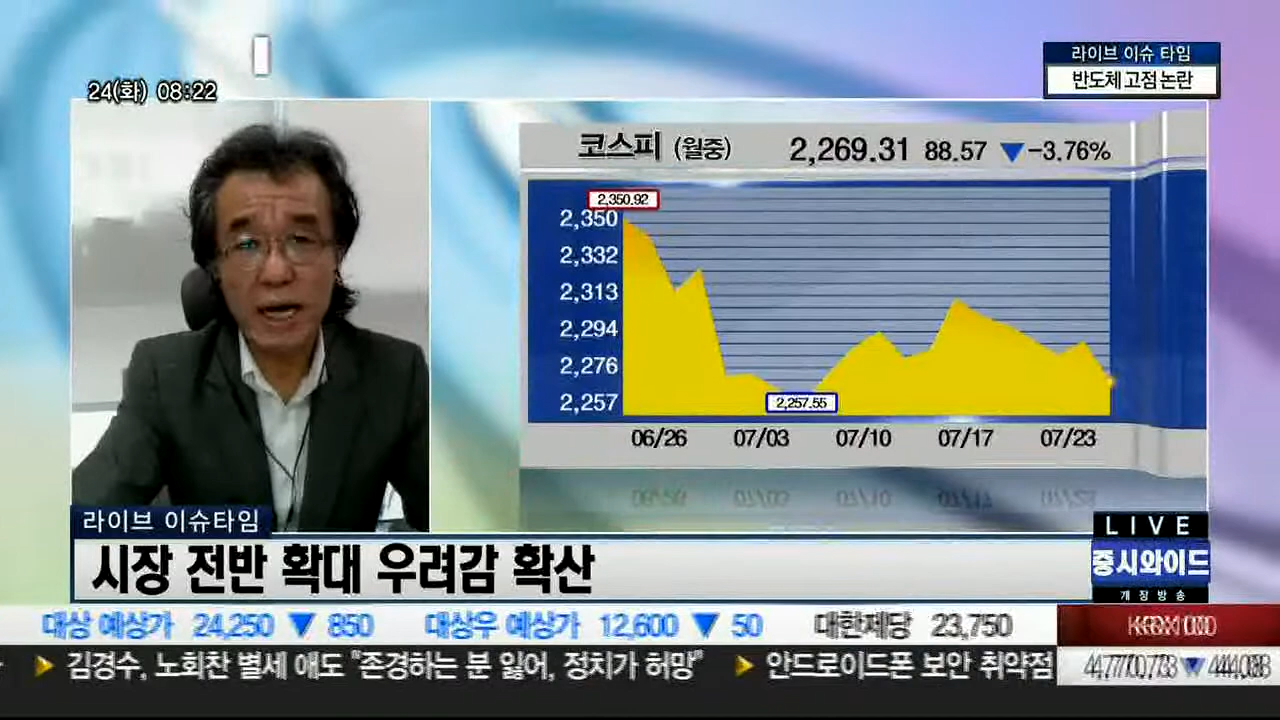 24(화) 08:22
라이브 이슈 타임
반도체 고점 논란
코스피 (월중) 2,269.31 88.57 ▼-3.76%
2,350.92
2,350
2,332
2,313
2,294
2,276
2,257
2,257.55
06/26 07/03 07/10 07/17 07/23
라이브 이슈타임
시장 전반 확대 우려감 확산
LIVE
증시와이드
개장방송
대상 예상가 24,250 ▼ 850 대상우 예상가 12,600 ▼ 50 대한제당 23,750
김경수, 노회찬 별세 애도 "존경하는 분 잃어, 정치가 허망" 안드로이드폰 보안 취약점